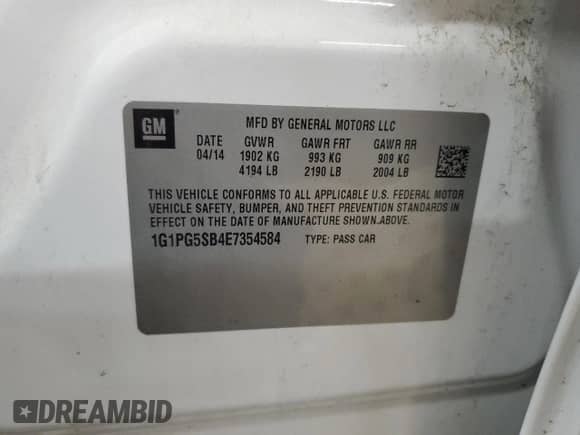 GM
MFD BY GENERAL MOTORS LLC
DATE GVWR GAWR FRT GAWR RR
04/14 1902 KG 993 KG 909 KG
4194 LB 2190 LB 2004 LB
THIS VEHICLE CONFORMS TO ALL APPLICABLE U.S. FEDERAL MOTOR
VEHICLE SAFETY, BUMPER, AND THEFT PREVENTION STANDARDS IN
EFFECT ON THE DATE OF MANUFACTURE SHOWN.ABOVE.
1G1PG5SB4E7354584 TYPE: PASS CAR
DREAMBID